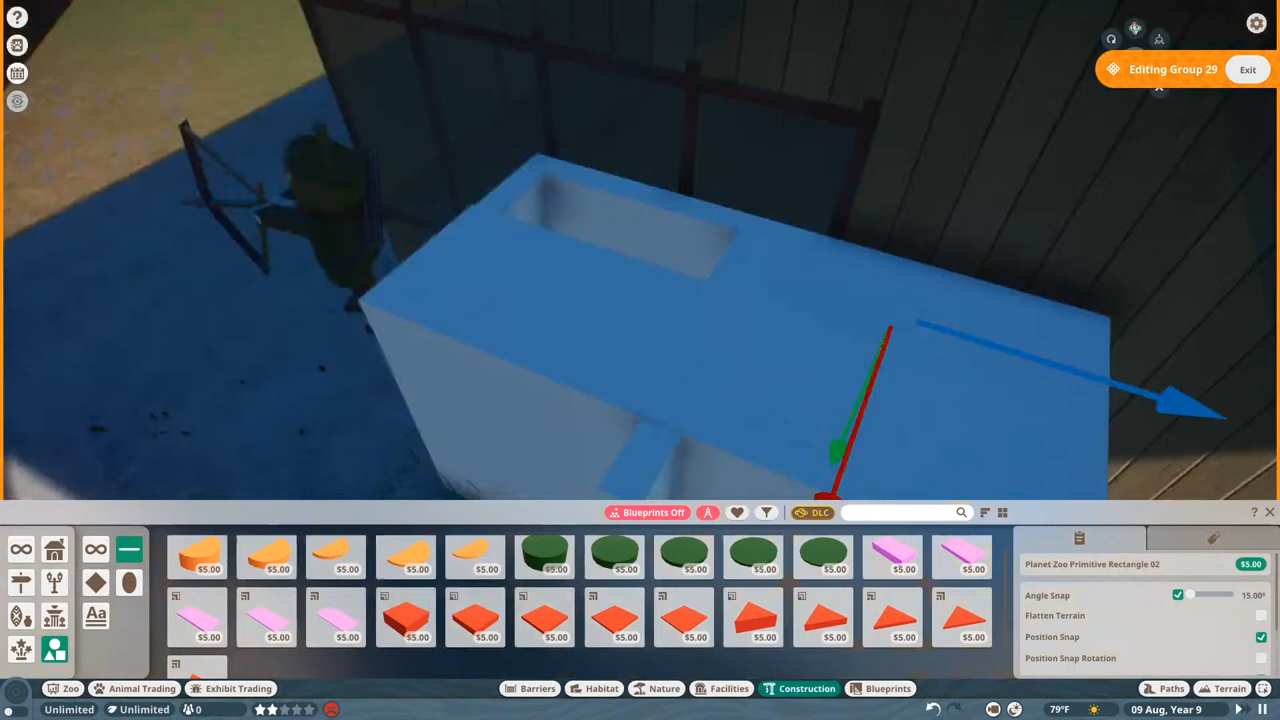 ?
Editing Group 29
Exit
Blueprints Off
DLC
?
$5.00 $5.00 $5.00 $5.00 $5.00 $5.00 $5.00 $5.00 $5.00 $5.00 $5.00 $5.00
$5.00 $5.00 $5.00 $5.00 $5.00 $5.00 $5.00 $5.00 $5.00 $5.00 $5.00 $5.00
Aa
Planet Zoo Primitive Rectangle 02 $5.00
Angle Snap 15.00°
Flatten Terrain
Position Snap
Position Snap Rotation
Zoo Animal Trading Exhibit Trading Barriers Habitat Nature Facilities Construction Blueprints Paths Terrain
Unlimited Unlimited 0 79°F 09 Aug, Year 9